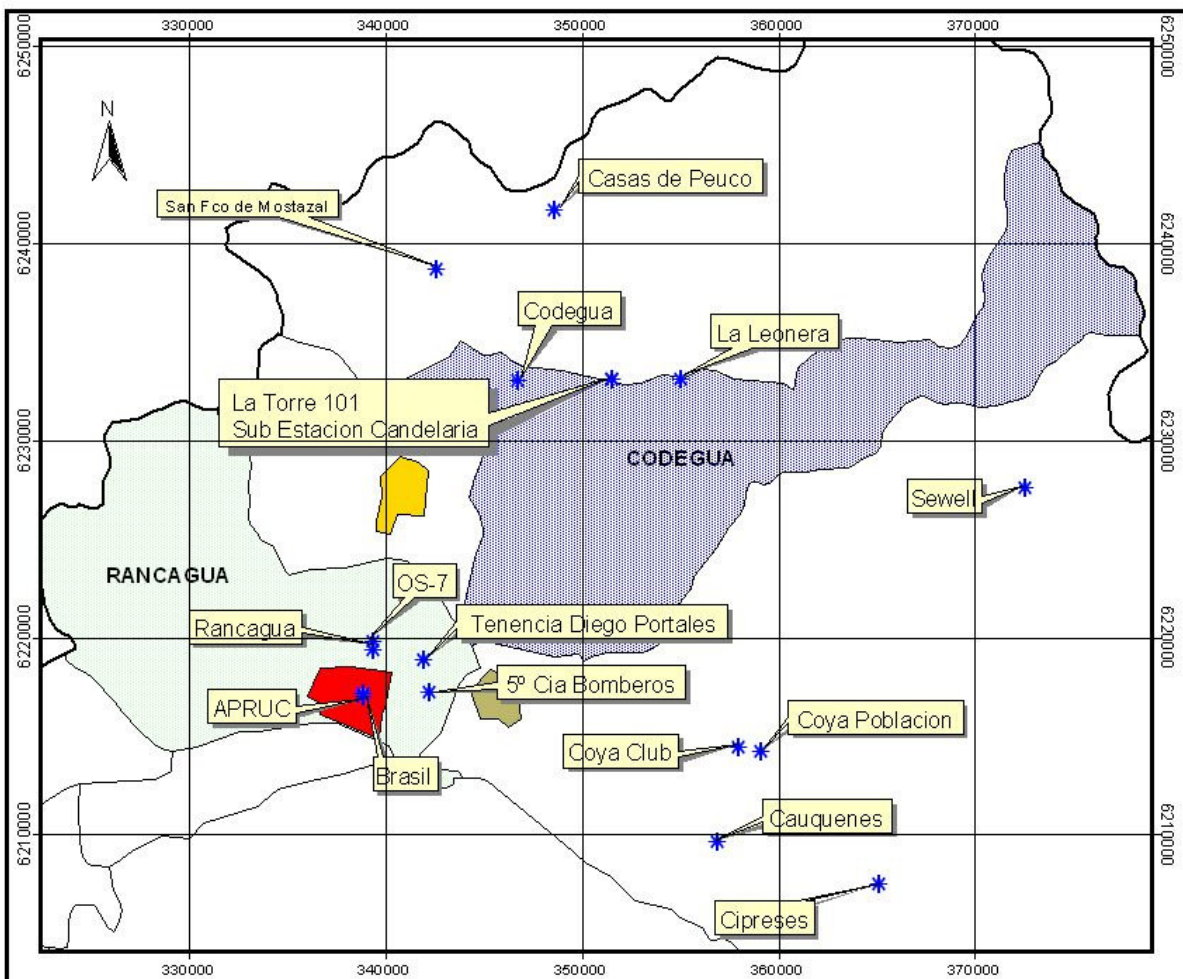 330000 340000 350000 360000 370000
6250000 6250000
N
Casas de Peuco
San Fco de Mostazal
6240000 6240000
Codegua
La Leonera
La Torre 101
Sub Estacion Candelaria
6230000 6230000
CODEGUA
Sewell
RANCAGUA
OS-7
Rancagua
Tenencia Diego Portales
6220000 6220000
5º Cia Bomberos
APRUC
Coya Poblacion
Coya Club
Brasil
Cauquenes
6210000 6210000
Cipreses
330000 340000 350000 360000 370000